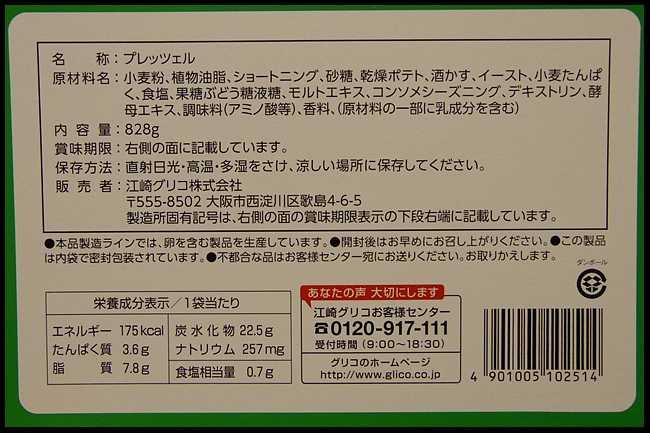 名 称：プレッツェル
原材料名：小麦粉、植物油脂、ショートニング、砂糖、乾燥ポテト、酒かす、イースト、小麦たんぱ
く、食塩、果糖ぶどう糖液糖、モルトエキス、コンソメシーズニング、デキストリン、酵
母エキス、調味料(アミノ酸等)、香料、(原材料の一部に乳成分を含む)
内 容 量：828g
賞味期限：右側の面に記載しています。
保存方法：直射日光・高温・多湿をさけ、涼しい場所に保存してください。
販 売 者：江崎グリコ株式会社
〒555-8502 大阪市西淀川区歌島4-6-5
製造所固有記号は、右側の面の賞味期限表示の下段右端に記載しています。
●本品製造ラインでは、卵を含む製品を生産しています。●開封後はお早めにお召し上がりください。●この製品
は内袋で密封包装されています。●不都合な品はお客様センター宛にお送りください。お取りかえします。
ダンボール
栄養成分表示／1袋当たり
エネルギー 175kcal 炭水化物 22.5g
たんぱく質 3.6g ナトリウム 257mg
脂 質 7.8g 食塩相当量 0.7g
あなたの声 大切にします
江崎グリコお客様センター
☎0120-917-111
受付時間(9:00～18:30)
グリコのホームページ
http://www.glico.co.jp
4 901005 102514